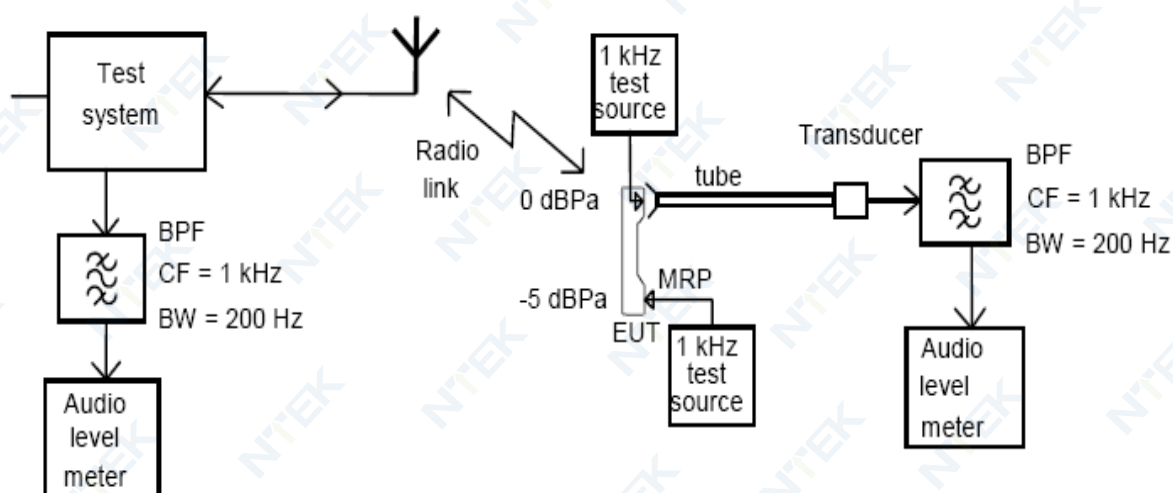 Test
system
Radio
link
1 kHz
test
source
0 dBPa
tube
Transducer
BPF
CF = 1 kHz
BW = 200 Hz
BPF
CF = 1 kHz
BW = 200 Hz
-5 dBPa
MRP
EUT
1 kHz
test
source
Audio
level
meter
Audio
level
meter
NTEK